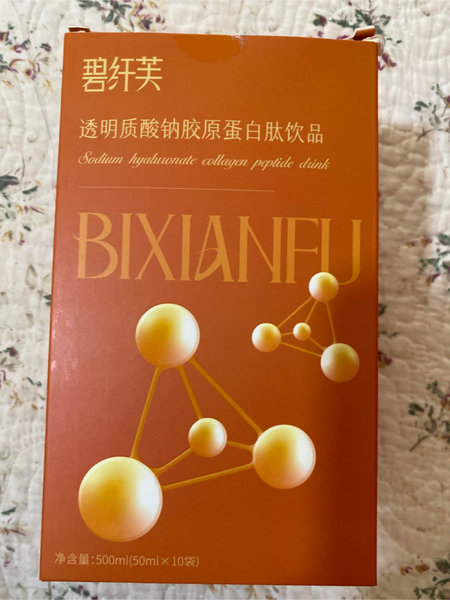 碧纤芙
透明质酸钠胶原蛋白肽饮品
Sodium hyaluronate collagen peptide drink
BIXIANFU
净含量:500ml(50ml×10袋)